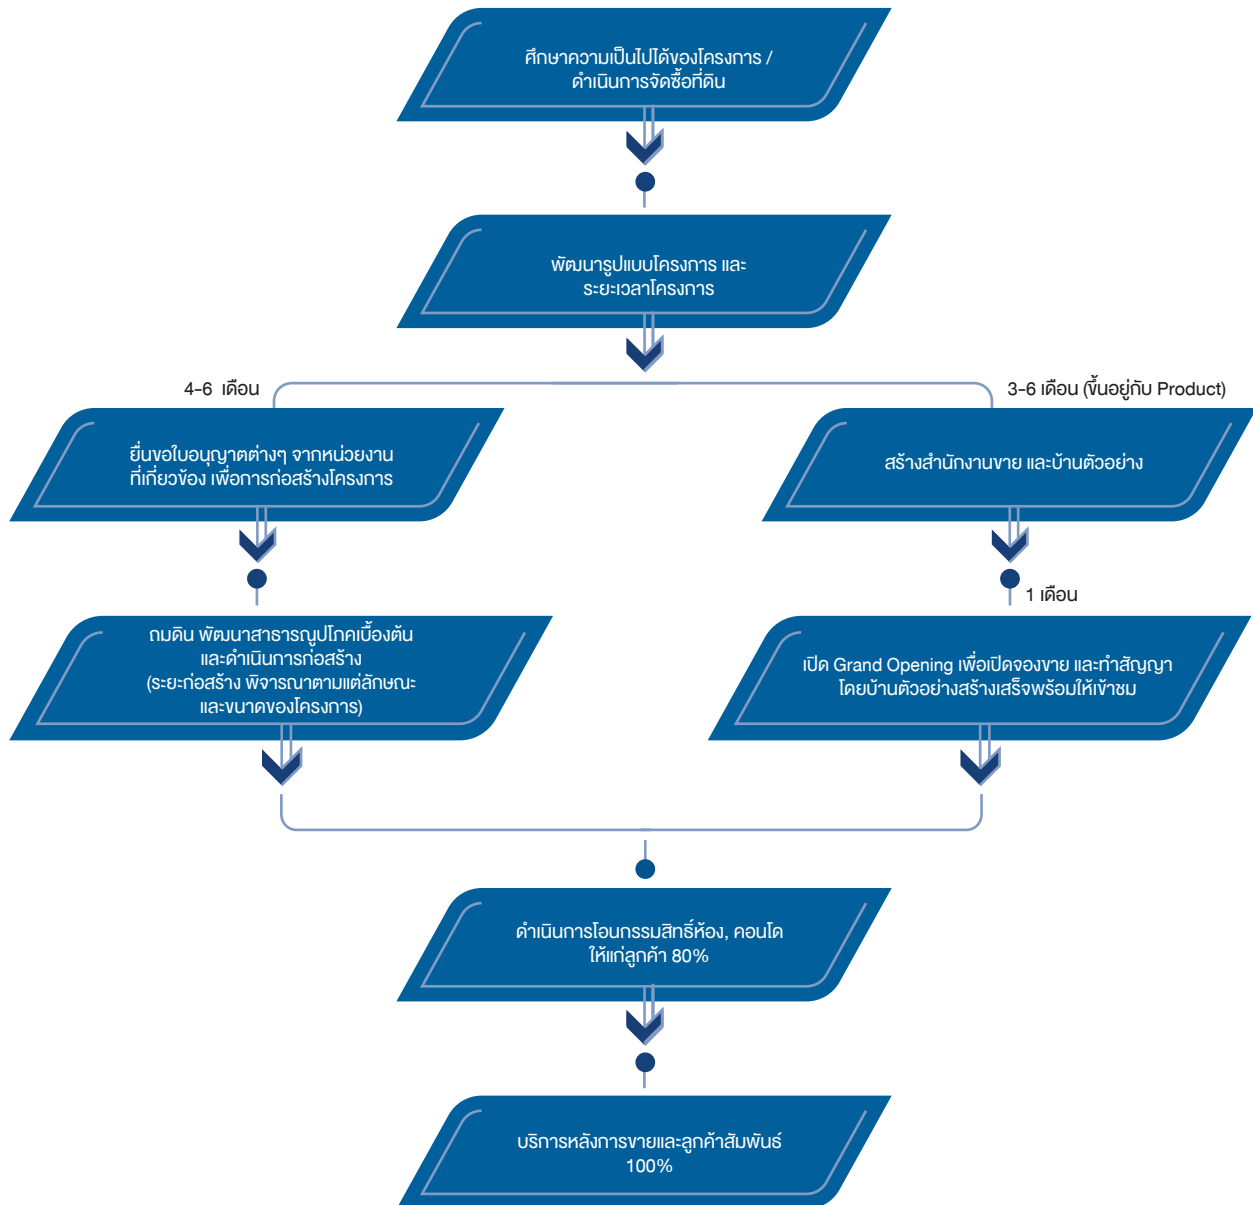 ศึกษาความเป็นไปได้ของโครงการ /
ดำเนินการจัดซื้อที่ดิน
พัฒนารูปแบบโครงการ และ
ระยะเวลาโครงการ
4-6 เดือน
3-6 เดือน (ขึ้นอยู่กับ Product)
ยื่นขอใบอนุญาตต่างๆ จากหน่วยงาน
ที่เกี่ยวข้อง เพื่อการก่อสร้างโครงการ
สร้างสำนักงานขาย และบ้านตัวอย่าง
1 เดือน
ถมดิน พัฒนาสาธารณูปโภคเบื้องต้น
และดำเนินการก่อสร้าง
(ระยะก่อสร้าง พิจารณาตามแต่ลักษณะ
และขนาดของโครงการ)
เปิด Grand Opening เพื่อเปิดจองขาย และทำสัญญา
โดยบ้านตัวอย่างสร้างเสร็จพร้อมให้เข้าชม
ดำเนินการโอนกรรมสิทธิ์ห้อง, คอนโด
ให้แก่ลูกค้า 80%
บริการหลังการขายและลูกค้าสัมพันธ์
100%